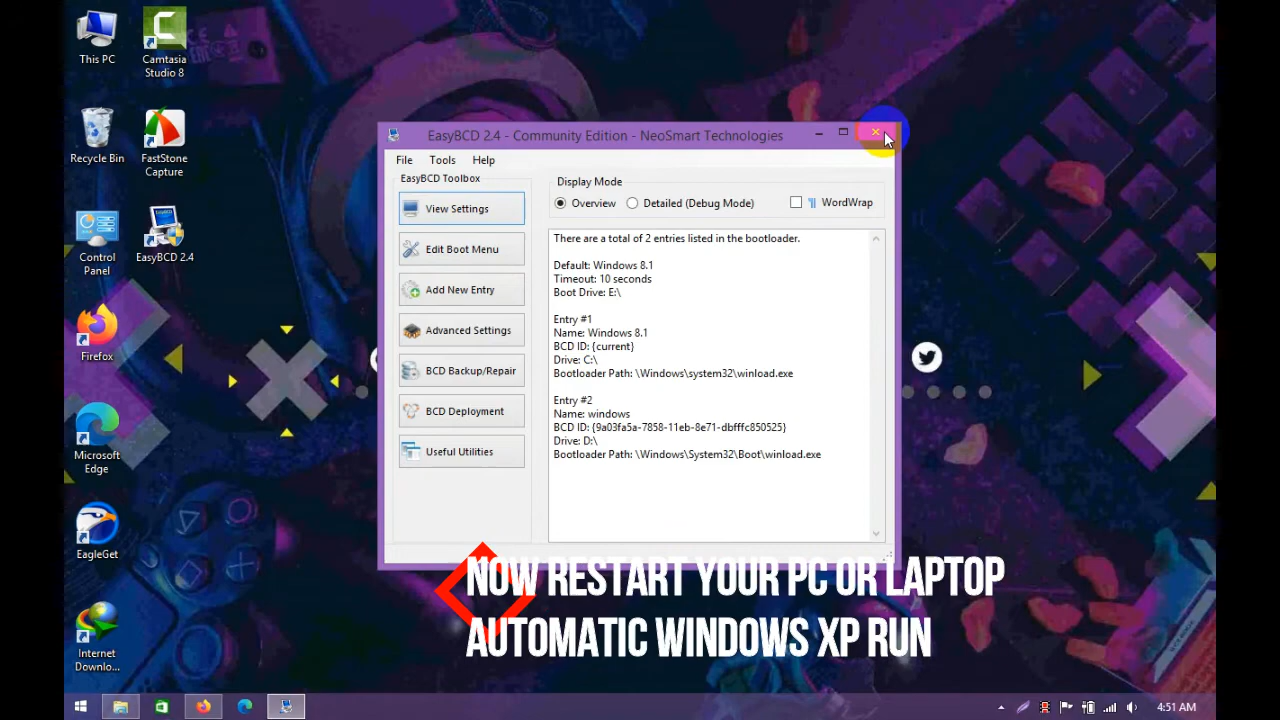 This PC
Camtasia
Studio 8
Recycle Bin
FastStone
Capture
Control
Panel
EasyBCD 2.4
Firefox
Microsoft
Edge
EagleGet
Internet
Downlo...
EasyBCD 2.4 - Community Edition - NeoSmart Technologies
File Tools Help
EasyBCD Toolbox
View Settings
Edit Boot Menu
Add New Entry
Advanced Settings
BCD Backup/Repair
BCD Deployment
Useful Utilities
Display Mode
Overview Detailed (Debug Mode) WordWrap
There are a total of 2 entries listed in the bootloader.
Default: Windows 8.1
Timeout: 10 seconds
Boot Drive: E:\
Entry #1
Name: Windows 8.1
BCD ID: {current}
Drive: C:\
Bootloader Path: \Windows\system32\winload.exe
Entry #2
Name: windows
BCD ID: {9a03fa5a-7858-11eb-8e71-dbfffc850525}
Drive: D:\
Bootloader Path: \Windows\System32\Boot\winload.exe
NOW RESTART YOUR PC OR LAPTOP
AUTOMATIC WINDOWS XP RUN
4:51 AM